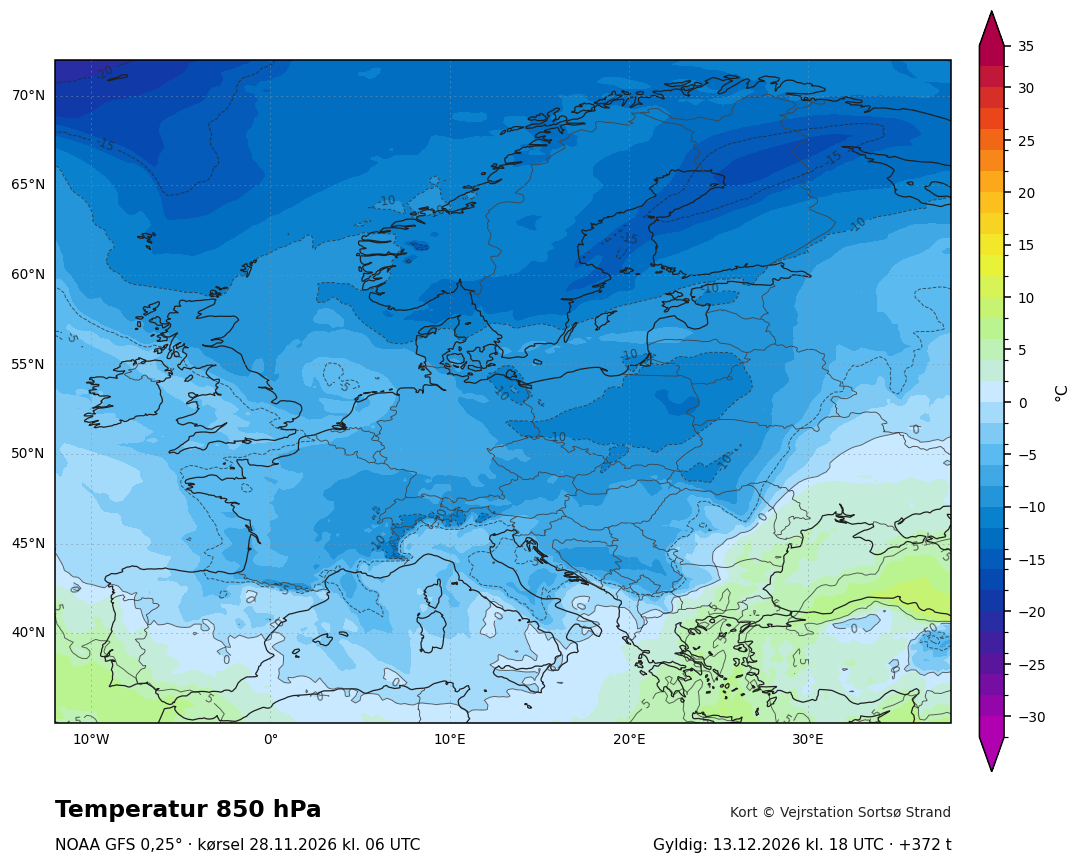 70°N
65°N
60°N
55°N
50°N
45°N
40°N
10°W 0° 10°E 20°E 30°E
35
30
25
20
15
10
5
0
−5
−10
−15
−20
−25
−30
°C
Temperatur 850 hPa
Kort © Vejrstation Sortsø Strand
NOAA GFS 0,25° · kørsel 28.11.2026 kl. 06 UTC
Gyldig: 13.12.2026 kl. 18 UTC · +372 t